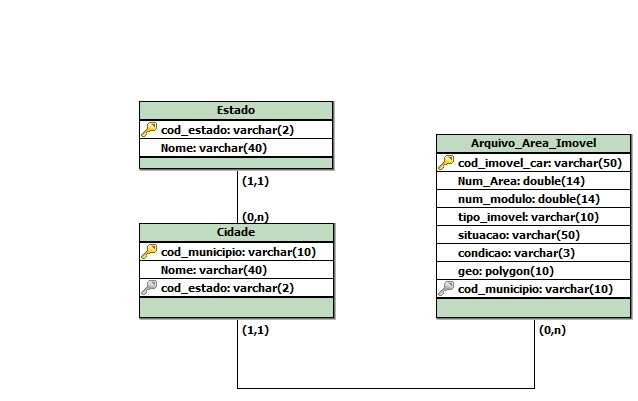 Estado
cod_estado: varchar(2)
Nome: varchar(40)
(1,1)
(0,n)
Cidade
cod_municipio: varchar(10)
Nome: varchar(40)
cod_estado: varchar(2)
(1,1)
Arquivo_Area_Imovel
cod_imovel_car: varchar(50)
Num_Area: double(14)
num_modulo: double(14)
tipo_imovel: varchar(10)
situacao: varchar(50)
condicao: varchar(3)
geo: polygon(10)
cod_municipio: varchar(10)
(0,n)